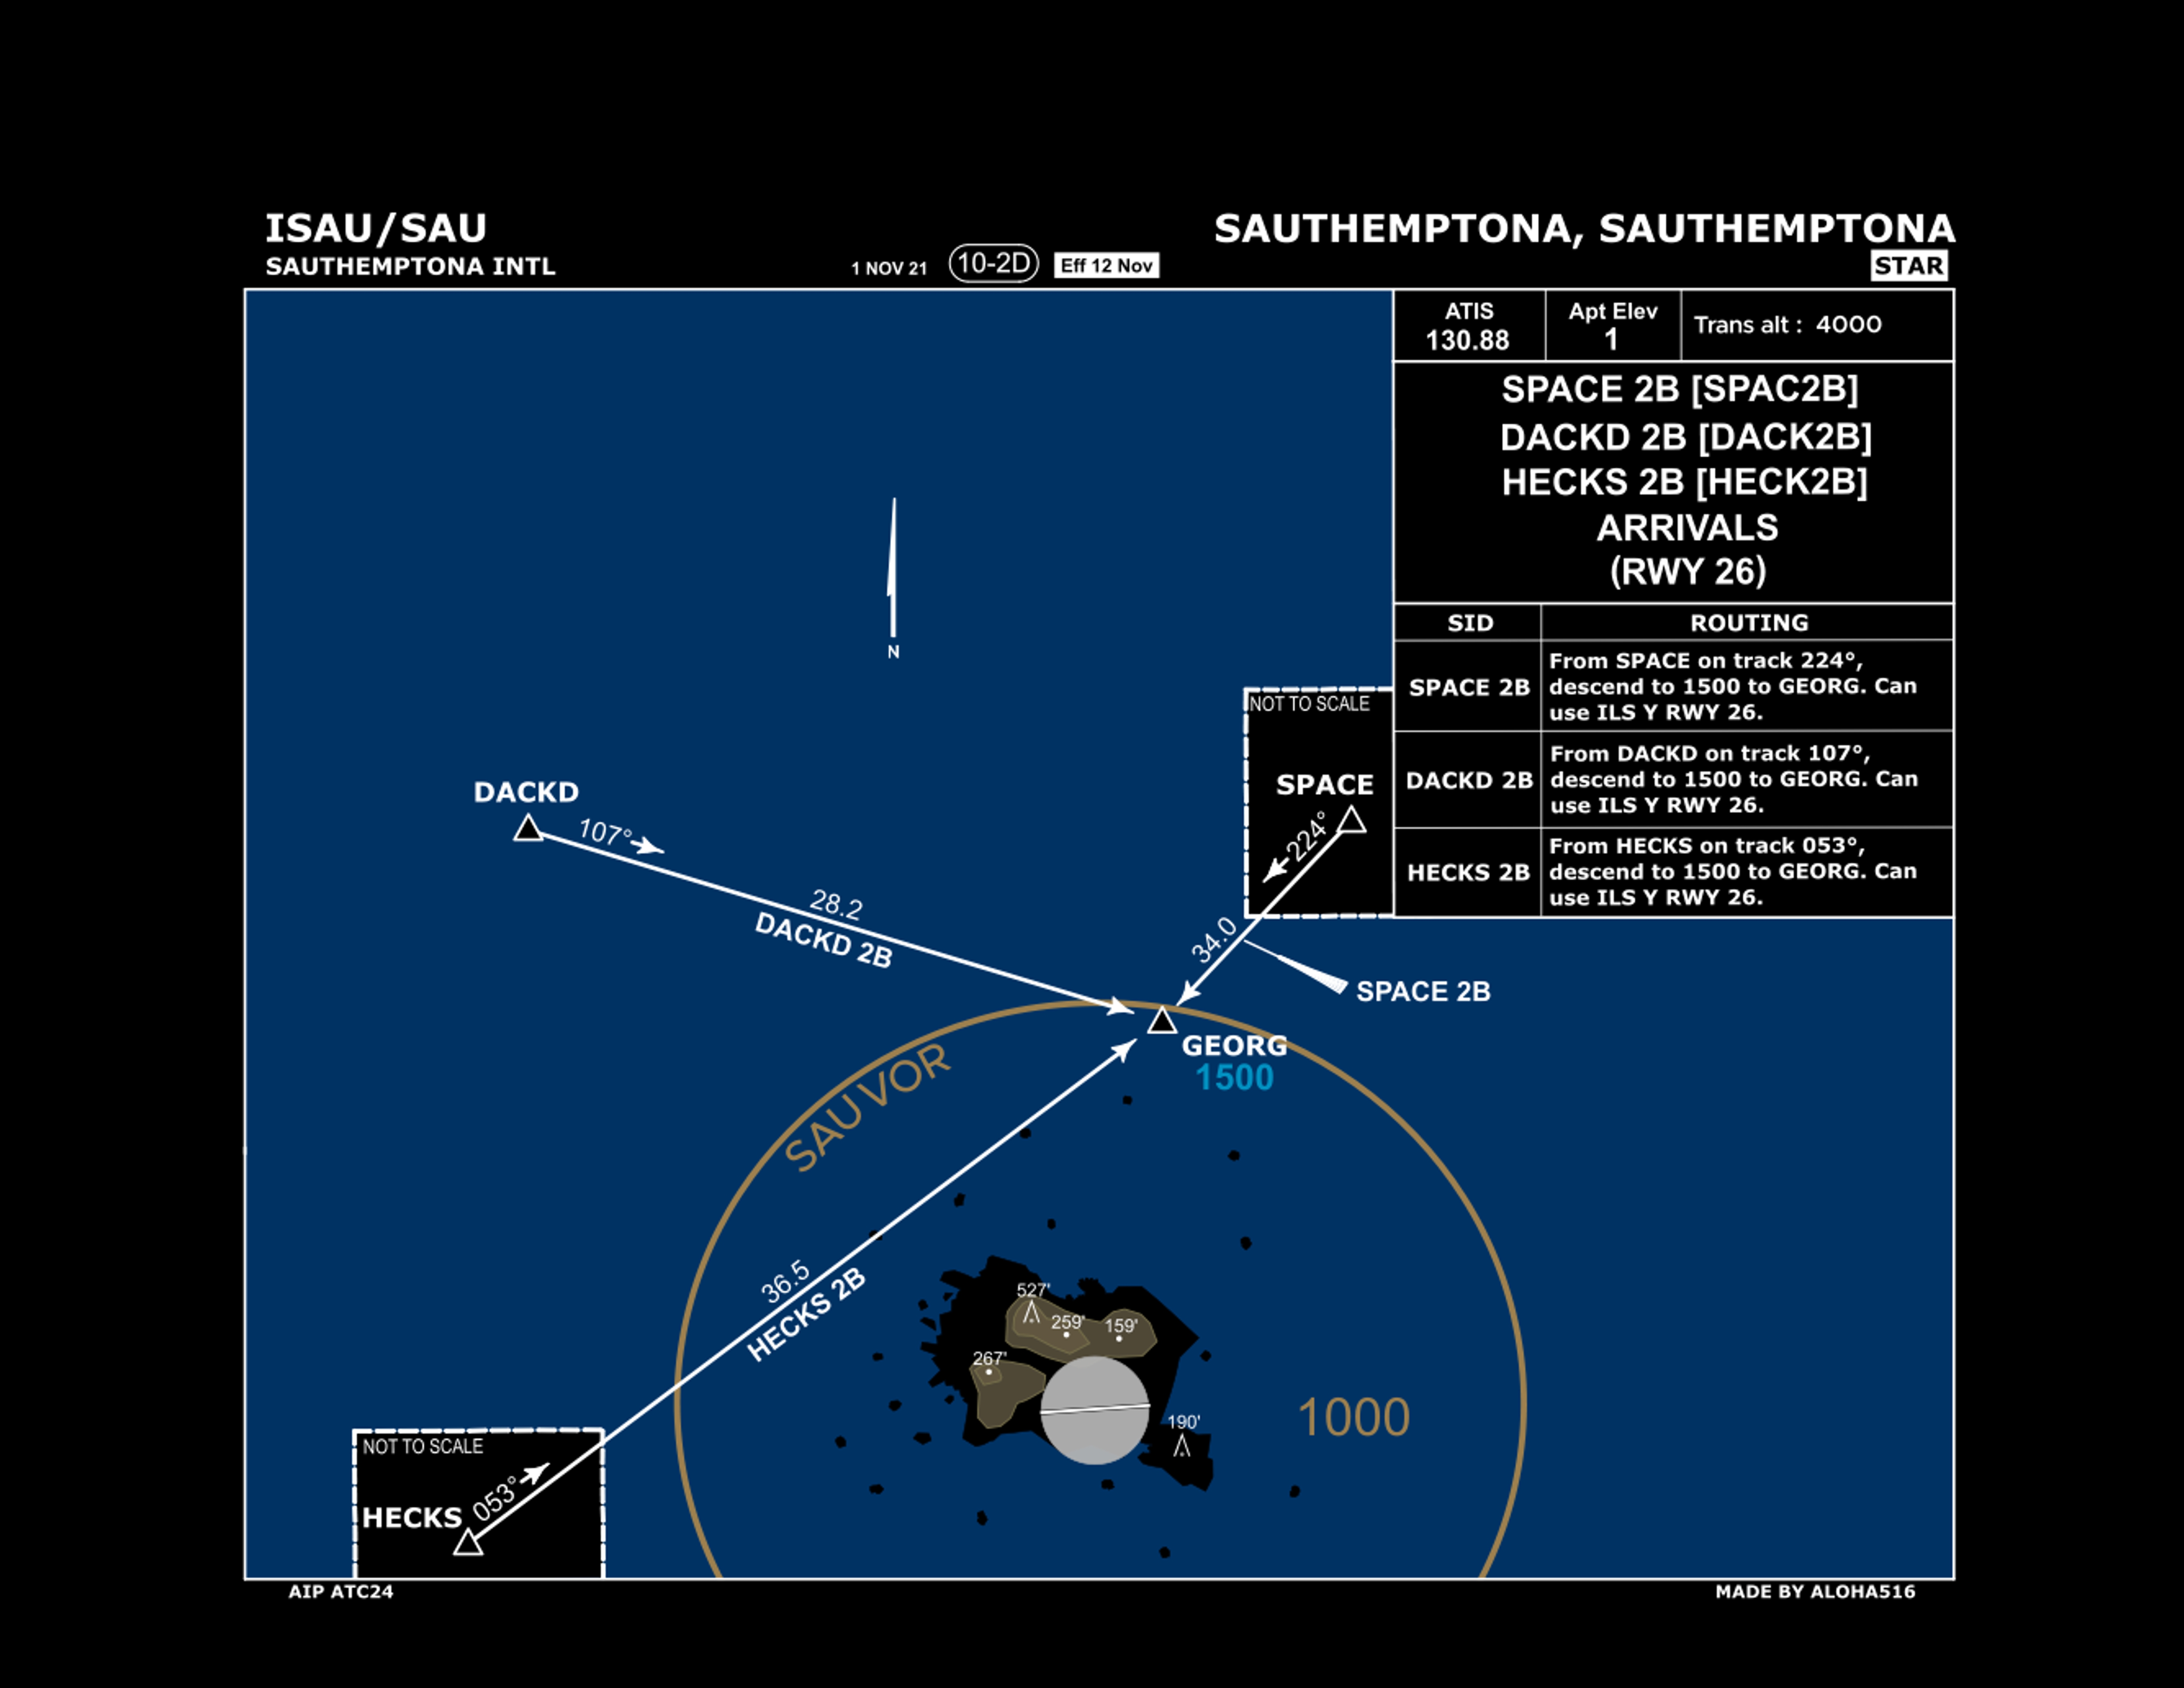 ISAU/SAU
SAUTHEMPTONA INTL
1 NOV 21
10-2D
Eff 12 Nov
SAUTHEMPTONA, SAUTHEMPTONA
STAR
ATIS
130.88
Apt Elev
1
Trans alt : 4000
SPACE 2B [SPAC2B]
DACKD 2B [DACK2B]
HECKS 2B [HECK2B]
ARRIVALS
(RWY 26)
SID
ROUTING
SPACE 2B
From SPACE on track 224°,
descend to 1500 to GEORG. Can
use ILS Y RWY 26.
DACKD 2B
From DACKD on track 107°,
descend to 1500 to GEORG. Can
use ILS Y RWY 26.
HECKS 2B
From HECKS on track 053°,
descend to 1500 to GEORG. Can
use ILS Y RWY 26.
N
NOT TO SCALE
SPACE
224°
34.0
SPACE 2B
DACKD
107°
28.2
DACKD 2B
GEORG
1500
SAU VOR
36.5
HECKS 2B
527'
259'
159'
267'
190'
1000
NOT TO SCALE
HECKS
053°
AIP ATC24
MADE BY ALOHA516